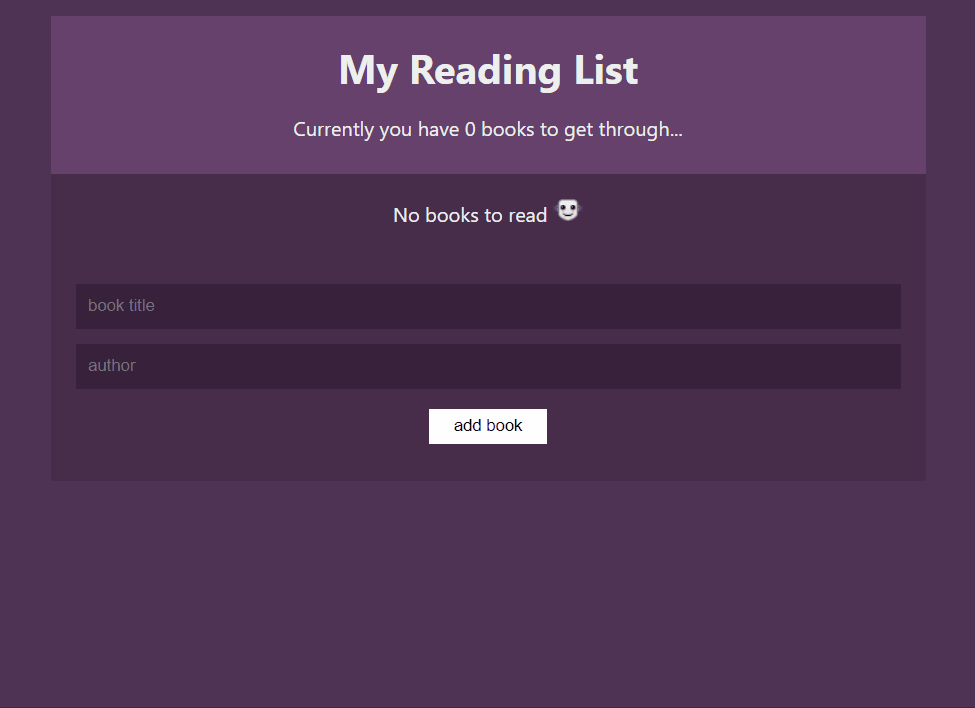 My Reading List
Currently you have 0 books to get through...
No books to read
book title
author
add book